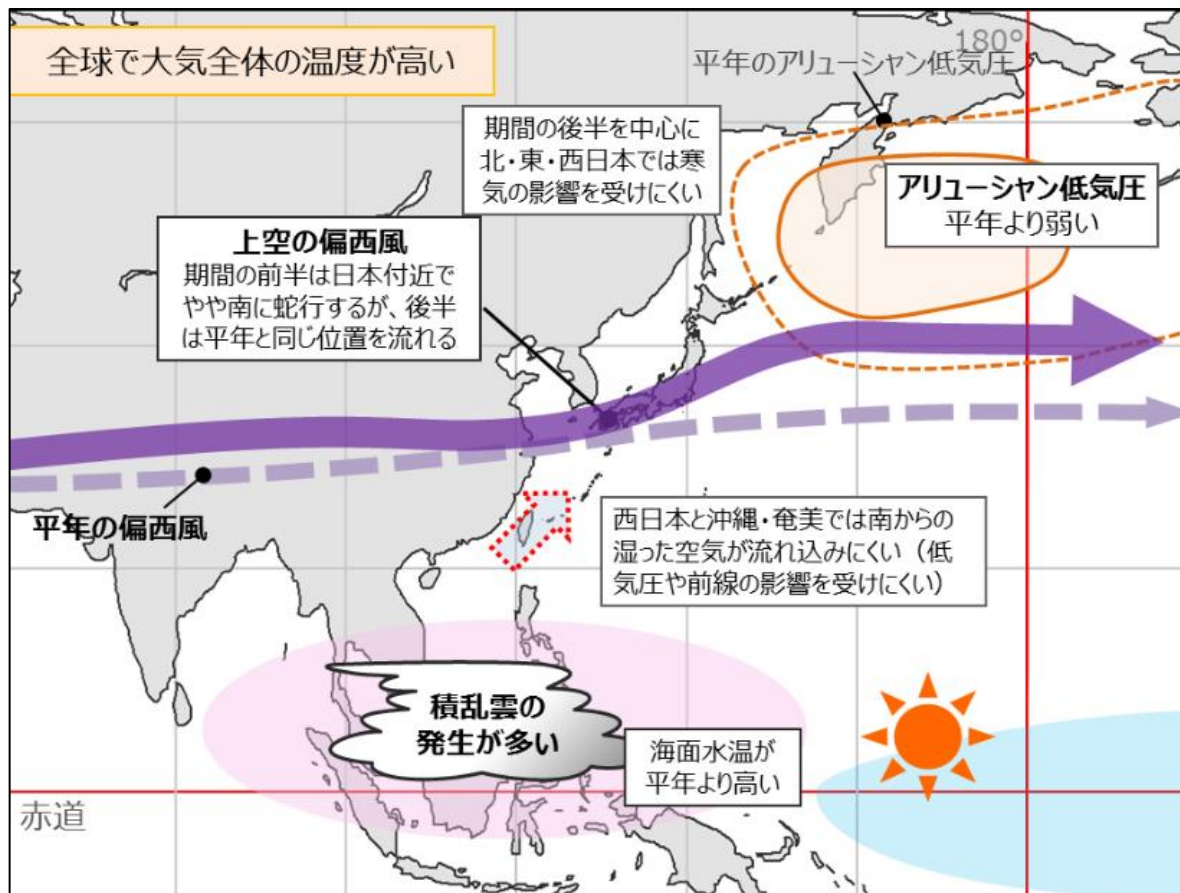 全球で大気全体の温度が高い
180°
平年のアリューシャン低気圧
期間の後半を中心に
北・東・西日本では寒
気の影響を受けにくい
アリューシャン低気圧
平年より弱い
上空の偏西風
期間の前半は日本付近で
やや南に蛇行するが、後半
は平年と同じ位置を流れる
平年の偏西風
西日本と沖縄・奄美では南からの
湿った空気が流れ込みにくい（低
気圧や前線の影響を受けにくい）
積乱雲の
発生が多い
海面水温が
平年より高い
赤道